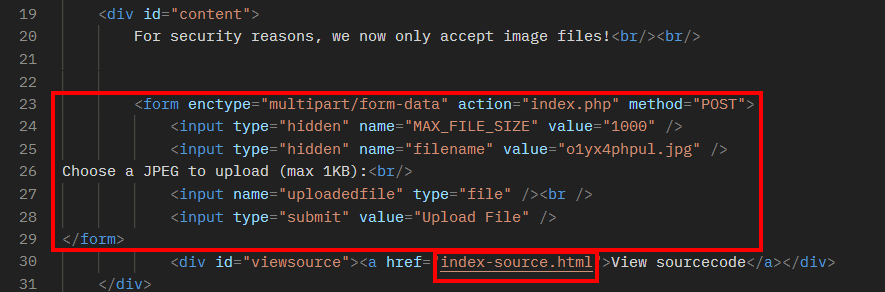 19 <div id="content">
20 For security reasons, we now only accept image files!<br/><br/>
21
22
23 <form enctype="multipart/form-data" action="index.php" method="POST">
24 <input type="hidden" name="MAX_FILE_SIZE" value="1000" />
25 <input type="hidden" name="filename" value="o1yx4phpul.jpg" />
26 Choose a JPEG to upload (max 1KB):<br/>
27 <input name="uploadedfile" type="file" /><br />
28 <input type="submit" value="Upload File" />
29 </form>
30 <div id="viewsource"><a href="index-source.html">View sourcecode</a></div>
31 </div>